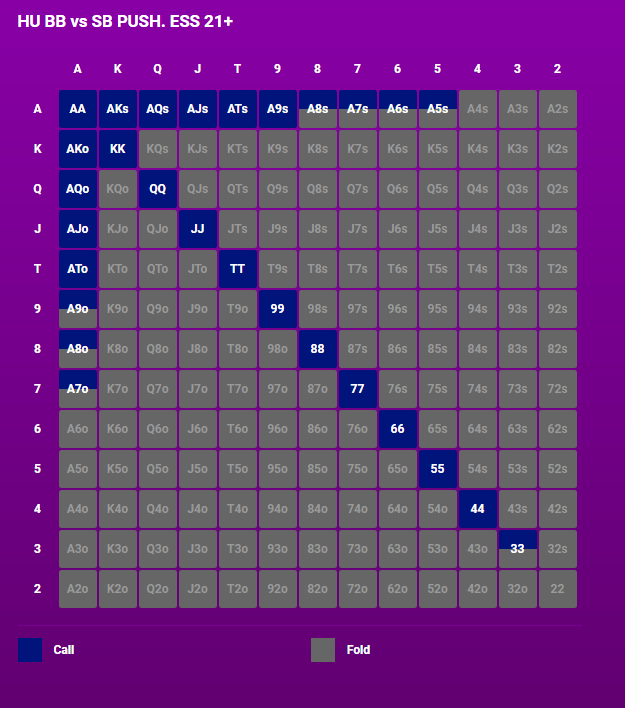 HU BB vs SB PUSH. ESS 21+
A K Q J T 9 8 7 6 5 4 3 2
A AA AKs AQs AJs ATs A9s A8s A7s A6s A5s A4s A3s A2s
K AKo KK KQs KJs KTs K9s K8s K7s K6s K5s K4s K3s K2s
Q AQo KQo QQ QJs QTs Q9s Q8s Q7s Q6s Q5s Q4s Q3s Q2s
J AJo KJo QJo JJ JTs J9s J8s J7s J6s J5s J4s J3s J2s
T ATo KTo QTo JTo TT T9s T8s T7s T6s T5s T4s T3s T2s
9 A9o K9o Q9o J9o T9o 99 98s 97s 96s 95s 94s 93s 92s
8 A8o K8o Q8o J8o T8o 98o 88 87s 86s 85s 84s 83s 82s
7 A7o K7o Q7o J7o T7o 97o 87o 77 76s 75s 74s 73s 72s
6 A6o K6o Q6o J6o T6o 96o 86o 76o 66 65s 64s 63s 62s
5 A5o K5o Q5o J5o T5o 95o 85o 75o 65o 55 54s 53s 52s
4 A4o K4o Q4o J4o T4o 94o 84o 74o 64o 54o 44 43s 42s
3 A3o K3o Q3o J3o T3o 93o 83o 73o 63o 53o 43o 33 32s
2 A2o K2o Q2o J2o T2o 92o 82o 72o 62o 52o 42o 32o 22
Call Fold